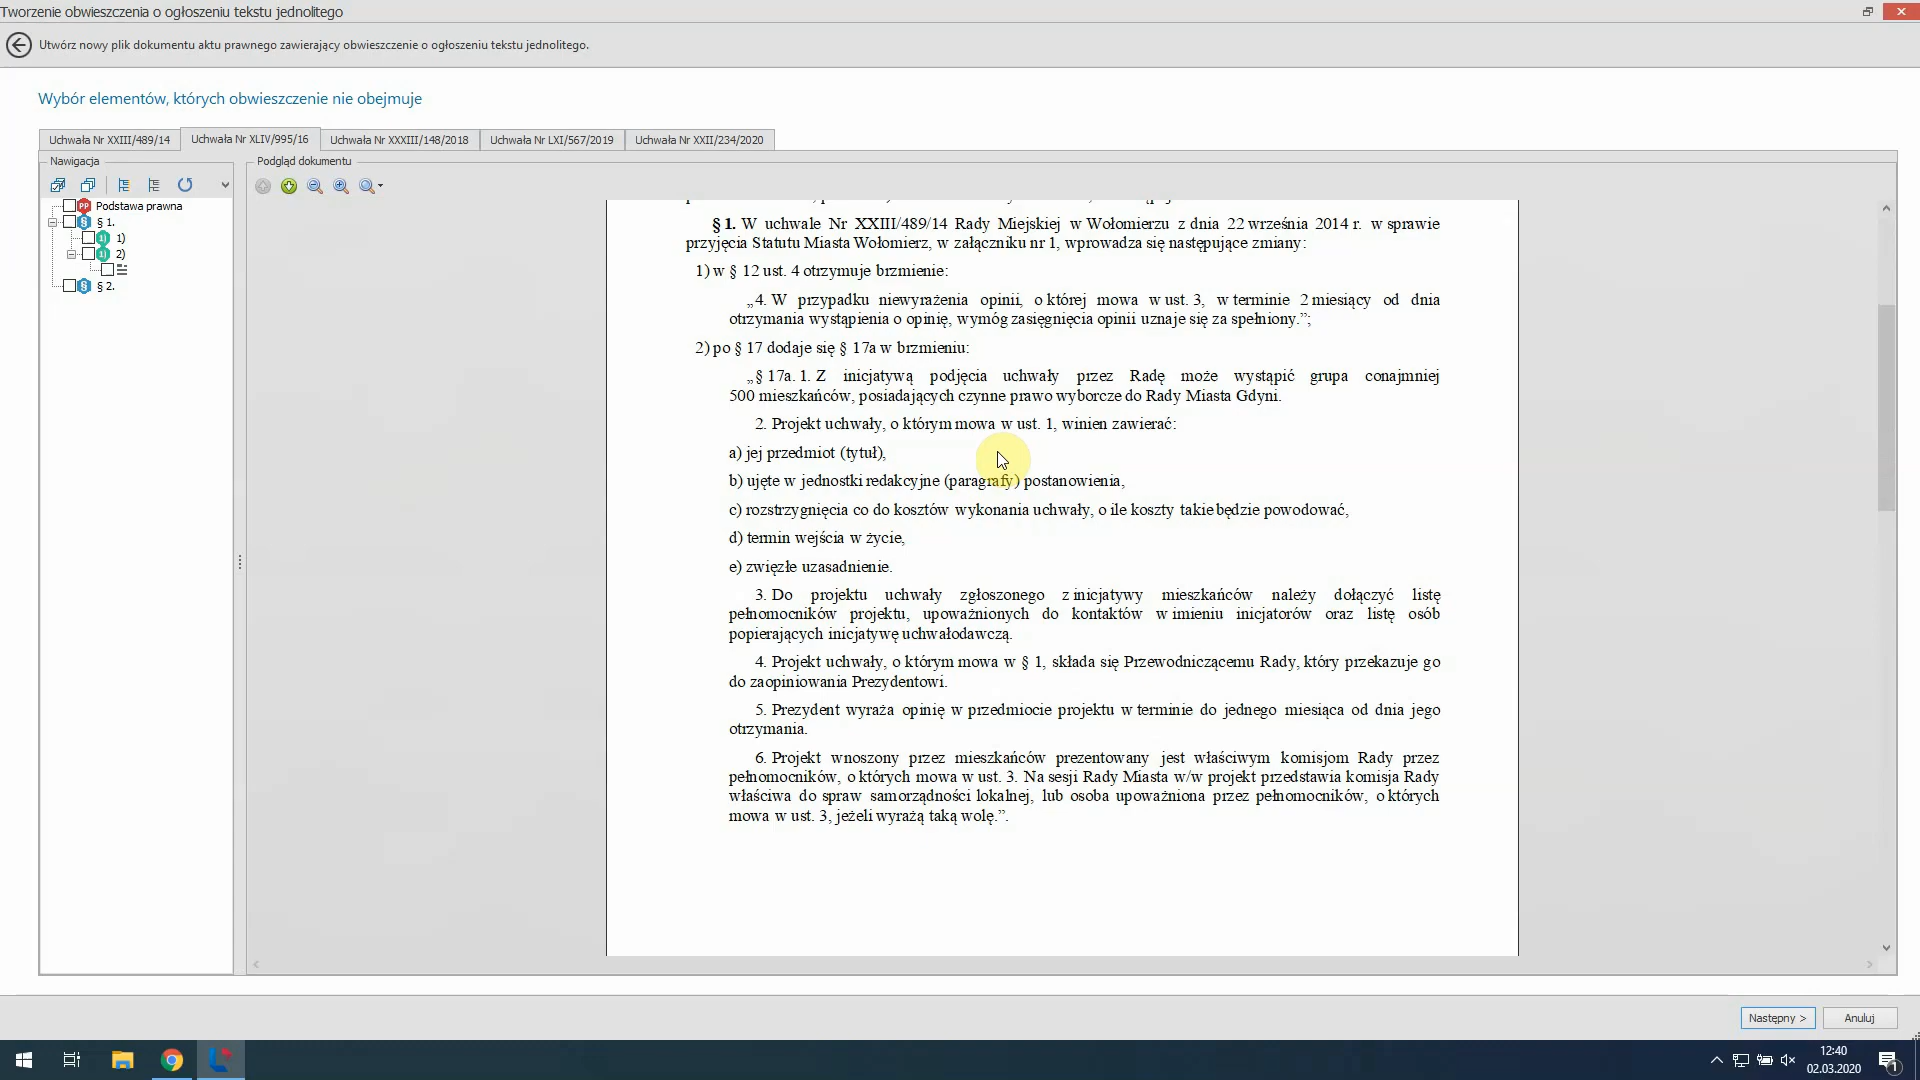 Tworzenie obwieszczenia o ogłoszeniu tekstu jednolitego
Utwórz nowy plik dokumentu aktu prawnego zawierający obwieszczenie o ogłoszeniu tekstu jednolitego.
Wybór elementów, których obwieszczenie nie obejmuje
Uchwała Nr XXIII/489/14
Uchwała Nr XLIV/995/16
Uchwała Nr XXXIII/148/2018
Uchwała Nr LXI/567/2019
Uchwała Nr XXII/234/2020
Nawigacja
Podgląd dokumentu
PP Podstawa prawna
§ § 1.
1) 1)
1) 2)
§ § 2.
§ 1. W uchwale Nr XXIII/489/14 Rady Miejskiej w Wołomierzu z dnia 22 września 2014 r. w sprawie
przyjęcia Statutu Miasta Wołomierz, w załączniku nr 1, wprowadza się następujące zmiany:
1) w § 12 ust. 4 otrzymuje brzmienie:
„4. W przypadku niewyrażenia opinii, o której mowa w ust. 3, w terminie 2 miesiący od dnia
otrzymania wystąpienia o opinię, wymóg zasięgnięcia opinii uznaje się za spełniony.”;
2) po § 17 dodaje się § 17a w brzmieniu:
„§ 17a. 1. Z inicjatywą podjęcia uchwały przez Radę może wystąpić grupa conajmniej
500 mieszkańców, posiadających czynne prawo wyborcze do Rady Miasta Gdyni.
2. Projekt uchwały, o którym mowa w ust. 1, winien zawierać:
a) jej przedmiot (tytuł),
b) ujęte w jednostki redakcyjne (paragrafy) postanowienia,
c) rozstrzygnięcia co do kosztów wykonania uchwały, o ile koszty takie będzie powodować,
d) termin wejścia w życie,
e) zwięzłe uzasadnienie.
3. Do projektu uchwały zgłoszonego z inicjatywy mieszkańców należy dołączyć listę
pełnomocników projektu, upoważnionych do kontaktów w imieniu inicjatorów oraz listę osób
popierających inicjatywę uchwałodawczą.
4. Projekt uchwały, o którym mowa w § 1, składa się Przewodniczącemu Rady, który przekazuje go
do zaopiniowania Prezydentowi.
5. Prezydent wyraża opinię w przedmiocie projektu w terminie do jednego miesiąca od dnia jego
otrzymania.
6. Projekt wnoszony przez mieszkańców prezentowany jest właściwym komisjom Rady przez
pełnomocników, o których mowa w ust. 3. Na sesji Rady Miasta w/w projekt przedstawia komisja Rady
właściwa do spraw samorządności lokalnej, lub osoba upoważniona przez pełnomocników, o których
mowa w ust. 3, jeżeli wyrażą taką wolę.”.
Następny >
Anuluj
12:40
02.03.2020
1